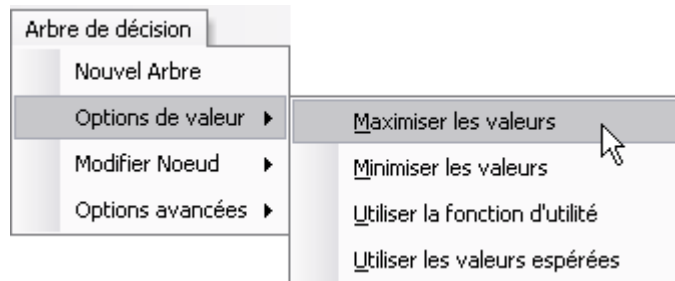 Arbre de décision
Nouvel Arbre
Options de valeur
Modifier Noeud
Options avancées
Maximiser les valeurs
Minimiser les valeurs
Utiliser la fonction d'utilité
Utiliser les valeurs espérées